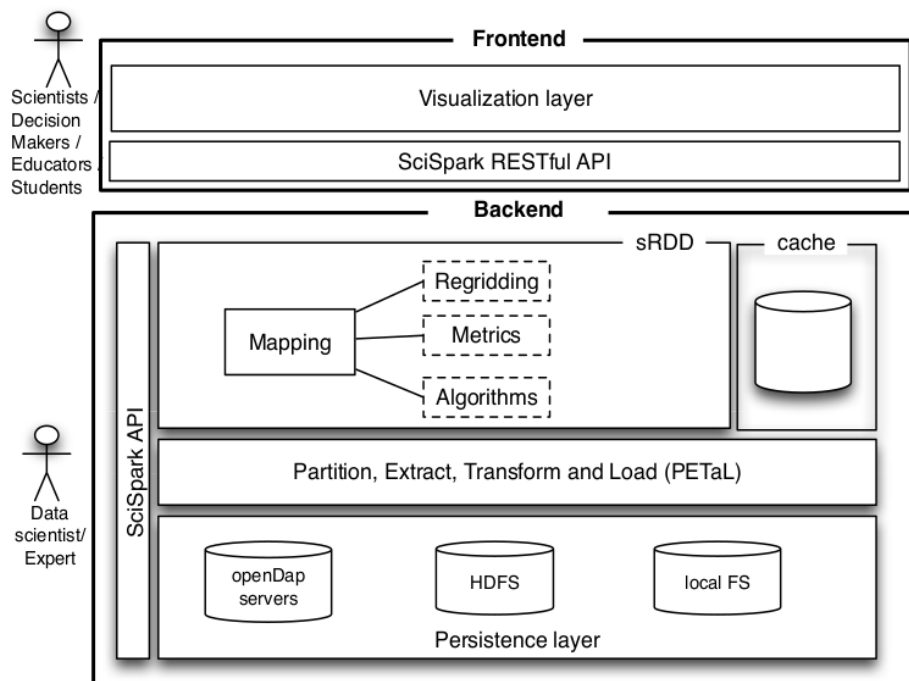 Frontend
Scientists /
Decision
Makers /
Educators /
Students
Visualization layer
SciSpark RESTful API
Backend
SciSpark API
sRDD
cache
Mapping
Regridding
Metrics
Algorithms
Data
scientist/
Expert
Partition, Extract, Transform and Load (PETaL)
openDap
servers
HDFS
local FS
Persistence layer